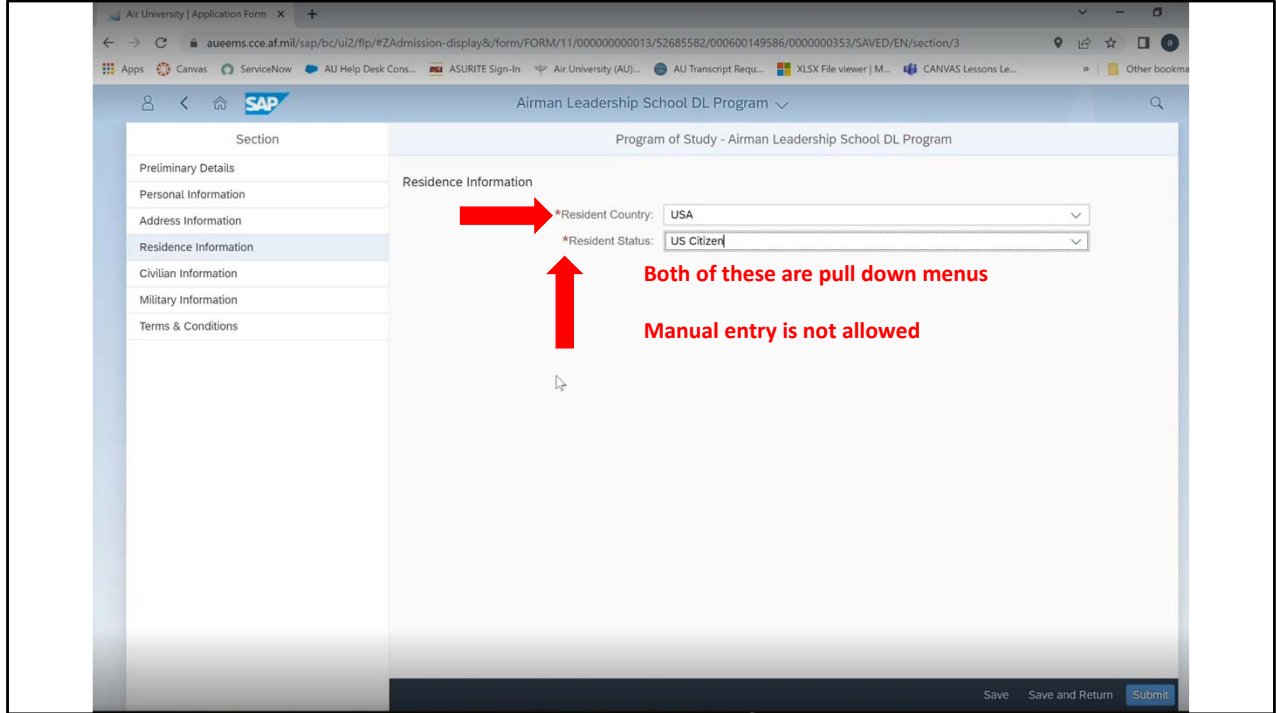 Air University | Application Form
aueems.cce.af.mil/sap/bc/ui2/flp/#ZAdmission-display&/form/FORM/11/000000000013/52685582/000600149586/0000000353/SAVED/EN/section/3
a
Apps Canvas ServiceNow AU Help Desk Cons... ASU ASURITE Sign-In Air University (AU)... AU Transcript Requ... XLSX File viewer | M... CANVAS Lessons Le... » Other bookma
SAP Airman Leadership School DL Program
Section
Program of Study - Airman Leadership School DL Program
Preliminary Details
Personal Information
Address Information
Residence Information
Civilian Information
Military Information
Terms & Conditions
Residence Information
*Resident Country: USA
*Resident Status: US Citizen
Both of these are pull down menus
Manual entry is not allowed
Save Save and Return Submit